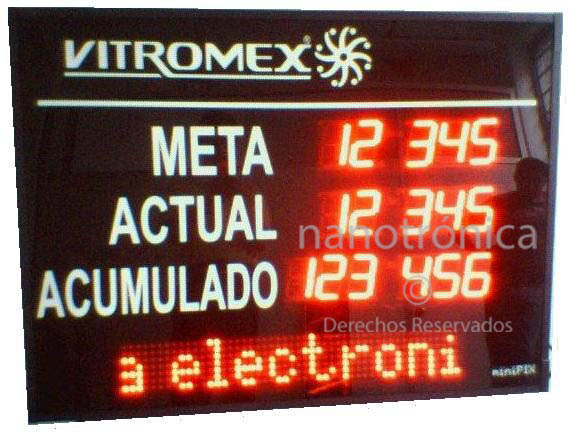 VITROMEX®
META 12 345
ACTUAL 12 345
nanotrónica
ACUMULADO 123 456
©
Derechos Reservados
a electroni
miniPIX